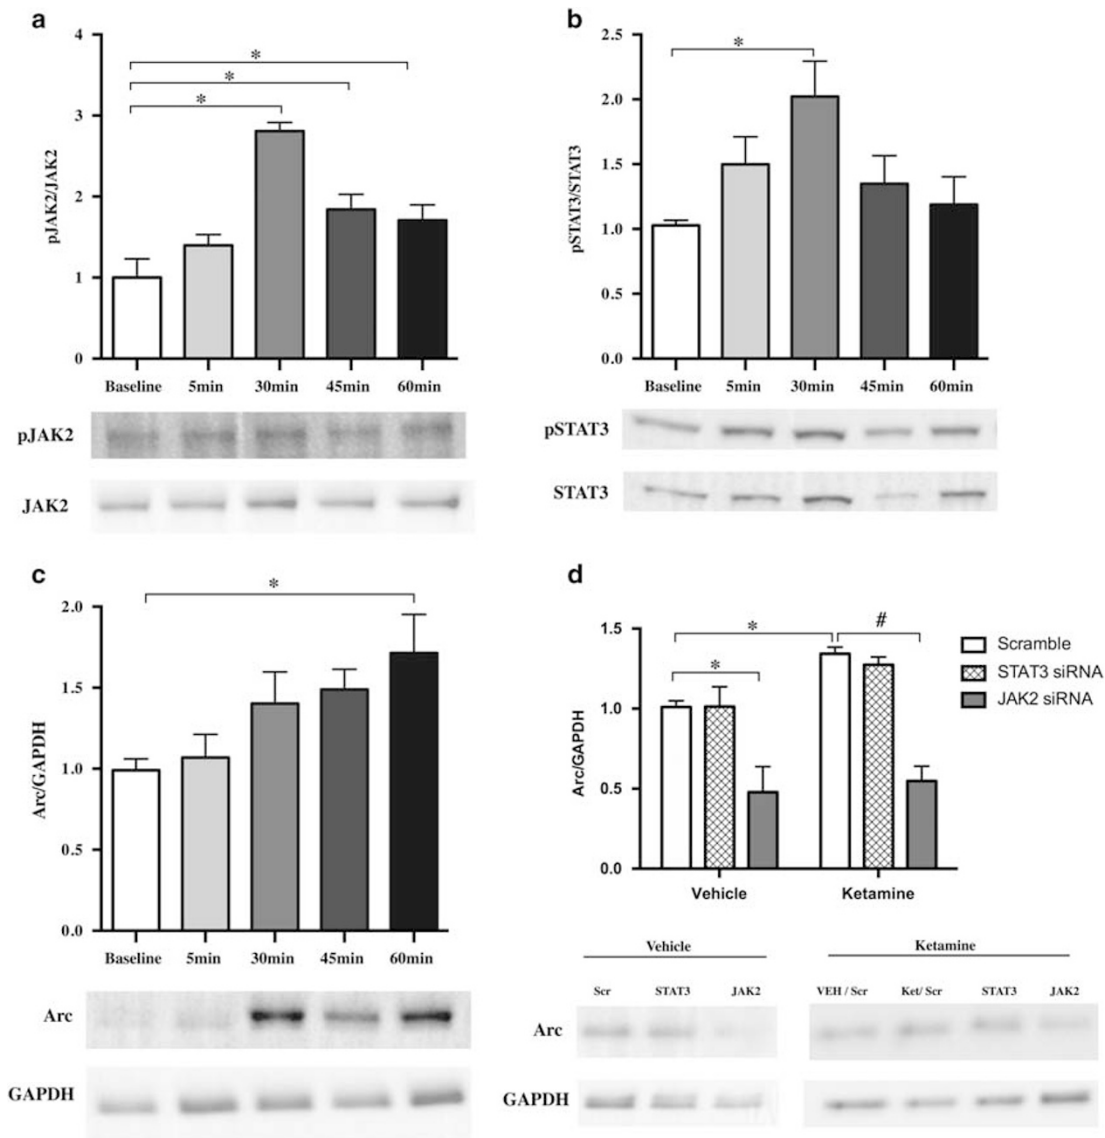 a
4
3
2
1
0
pJAK2/JAK2
*
*
*
Baseline 5min 30min 45min 60min
pJAK2
JAK2
b
2.5
2.0
1.5
1.0
0.5
0.0
pSTAT3/STAT3
*
Baseline 5min 30min 45min 60min
pSTAT3
STAT3
c
2.0
1.5
1.0
0.5
0.0
Arc/GAPDH
*
Baseline 5min 30min 45min 60min
Arc
GAPDH
d
1.5
1.0
0.5
0.0
Arc/GAPDH
*
*
#
Scramble
STAT3 siRNA
JAK2 siRNA
Vehicle Ketamine
Vehicle Ketamine
Scr STAT3 JAK2 VEH / Scr Ket/ Scr STAT3 JAK2
Arc
GAPDH